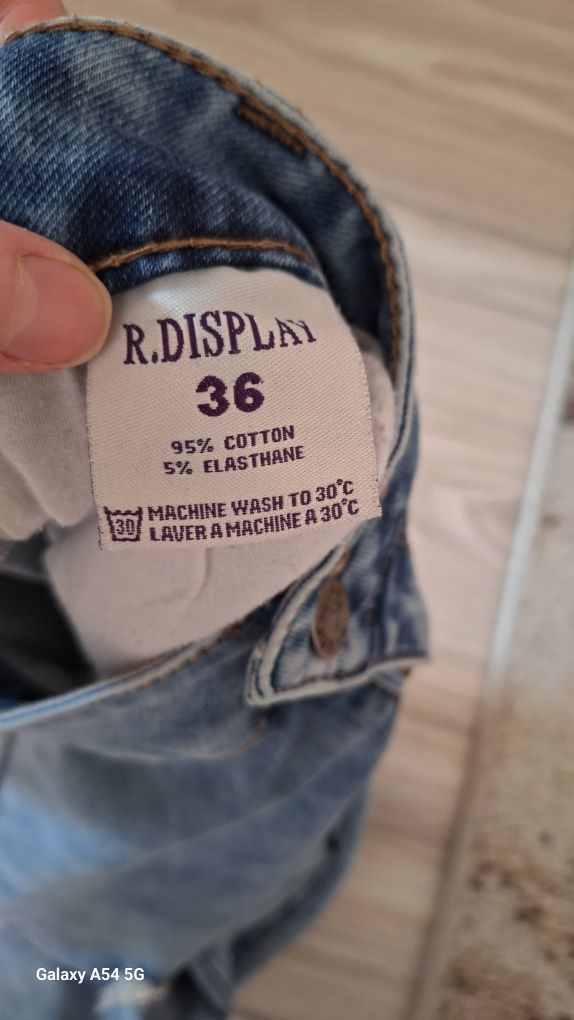 R.DISPLAY
36
95% COTTON
5% ELASTHANE
30 MACHINE WASH TO 30°C
LAVER A MACHINE A 30°C
Galaxy A54 5G